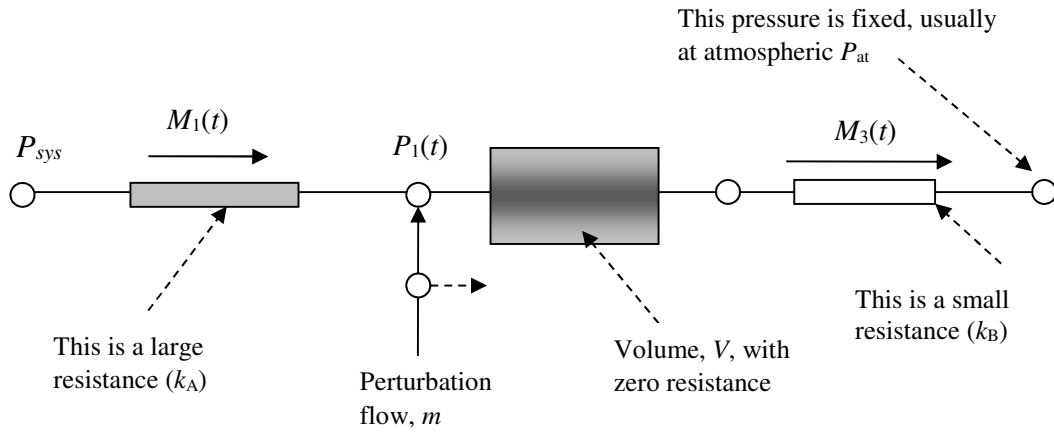 This pressure is fixed, usually
at atmospheric Pat
M1(t)
M3(t)
Psys
P1(t)
This is a large
resistance (kA)
Perturbation
flow, m
Volume, V, with
zero resistance
This is a small
resistance (kB)